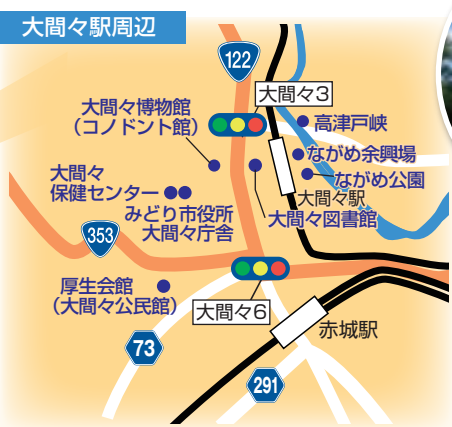 大間々駅周辺
122
大間々3
大間々博物館
（コノドント館）
高津戸峡
ながめ余興場
ながめ公園
大間々駅
大間々図書館
大間々
保健センター
みどり市役所
大間々庁舎
353
厚生会館
（大間々公民館）
大間々6
赤城駅
73
291